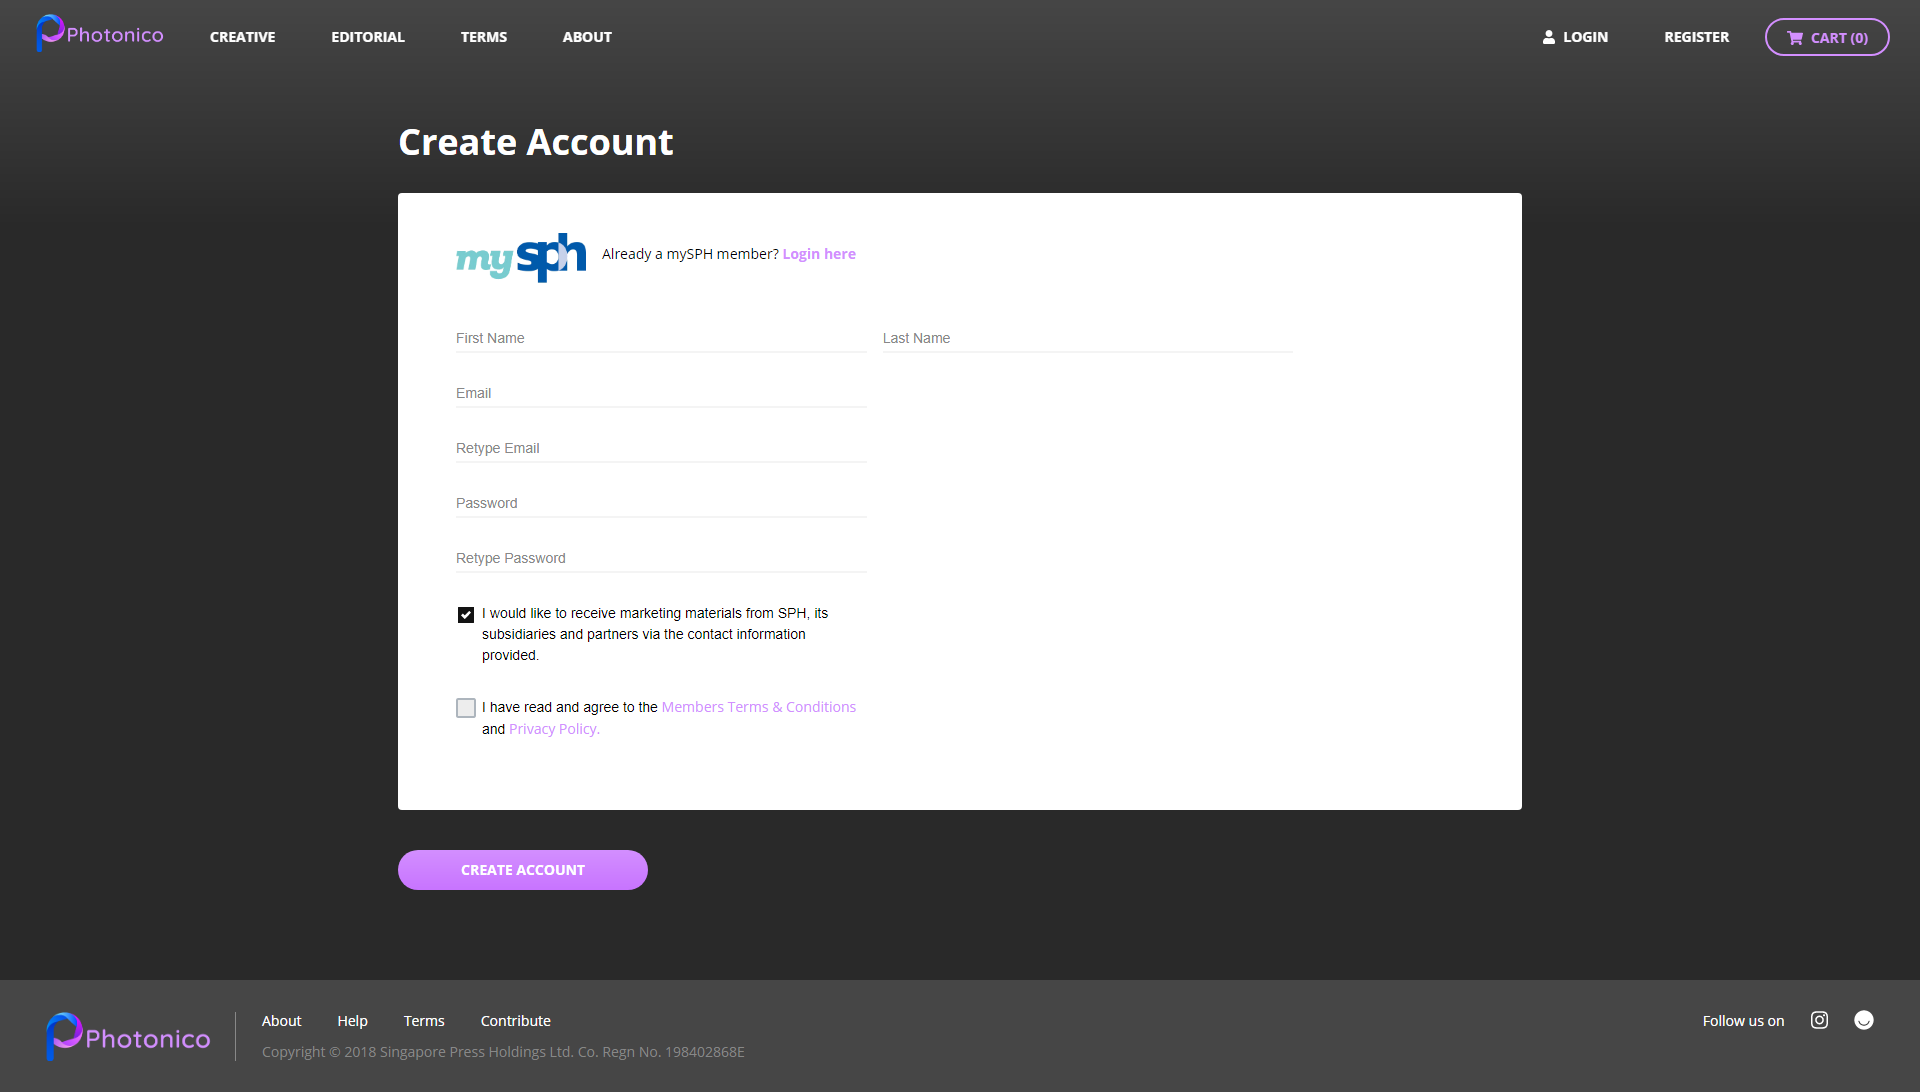 Photonico
CREATIVE
EDITORIAL
TERMS
ABOUT
LOGIN
REGISTER
CART (0)
Create Account
my sph
Already a mySPH member? Login here
First Name
Last Name
Email
Retype Email
Password
Retype Password
I would like to receive marketing materials from SPH, its
subsidiaries and partners via the contact information
provided.
I have read and agree to the Members Terms & Conditions
and Privacy Policy.
CREATE ACCOUNT
Photonico
About
Help
Terms
Contribute
Follow us on
Copyright © 2018 Singapore Press Holdings Ltd. Co. Regn No. 198402868E